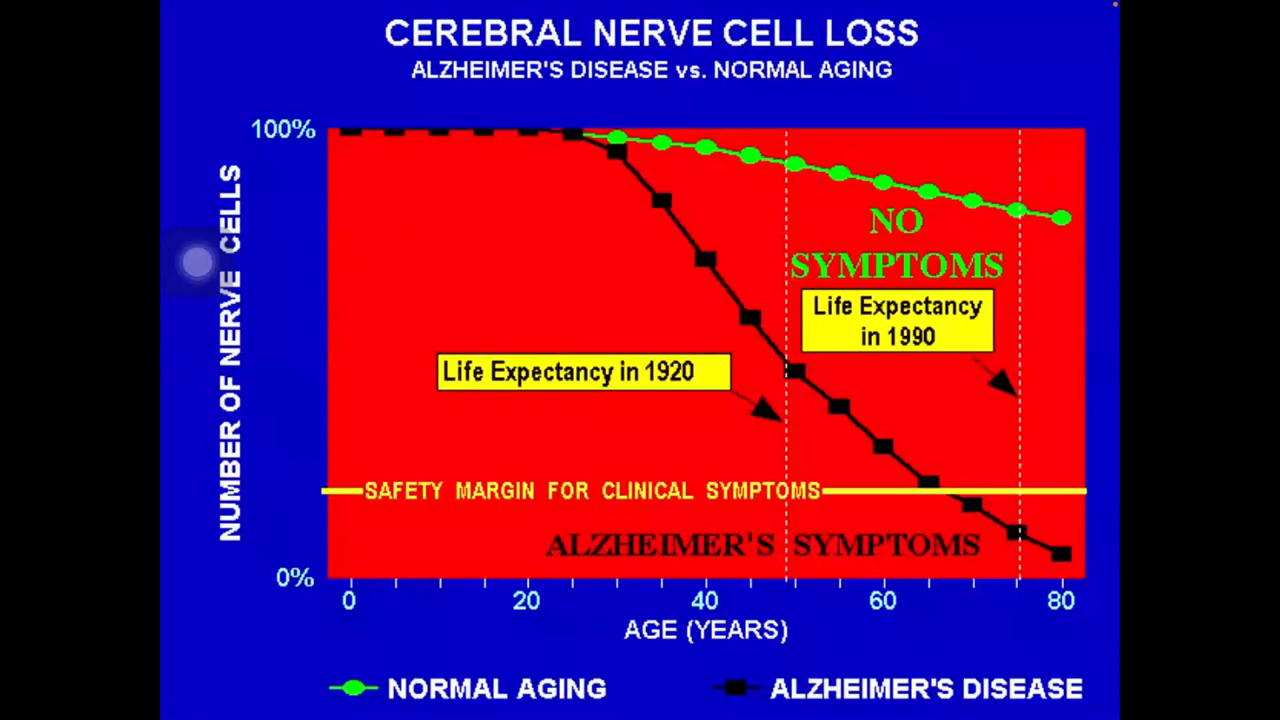 CEREBRAL NERVE CELL LOSS
ALZHEIMER'S DISEASE vs. NORMAL AGING
100%
NUMBER OF NERVE CELLS
NO
SYMPTOMS
Life Expectancy
in 1990
Life Expectancy in 1920
SAFETY MARGIN FOR CLINICAL SYMPTOMS
ALZHEIMER'S SYMPTOMS
0%
0 20 40 60 80
AGE (YEARS)
NORMAL AGING ALZHEIMER'S DISEASE